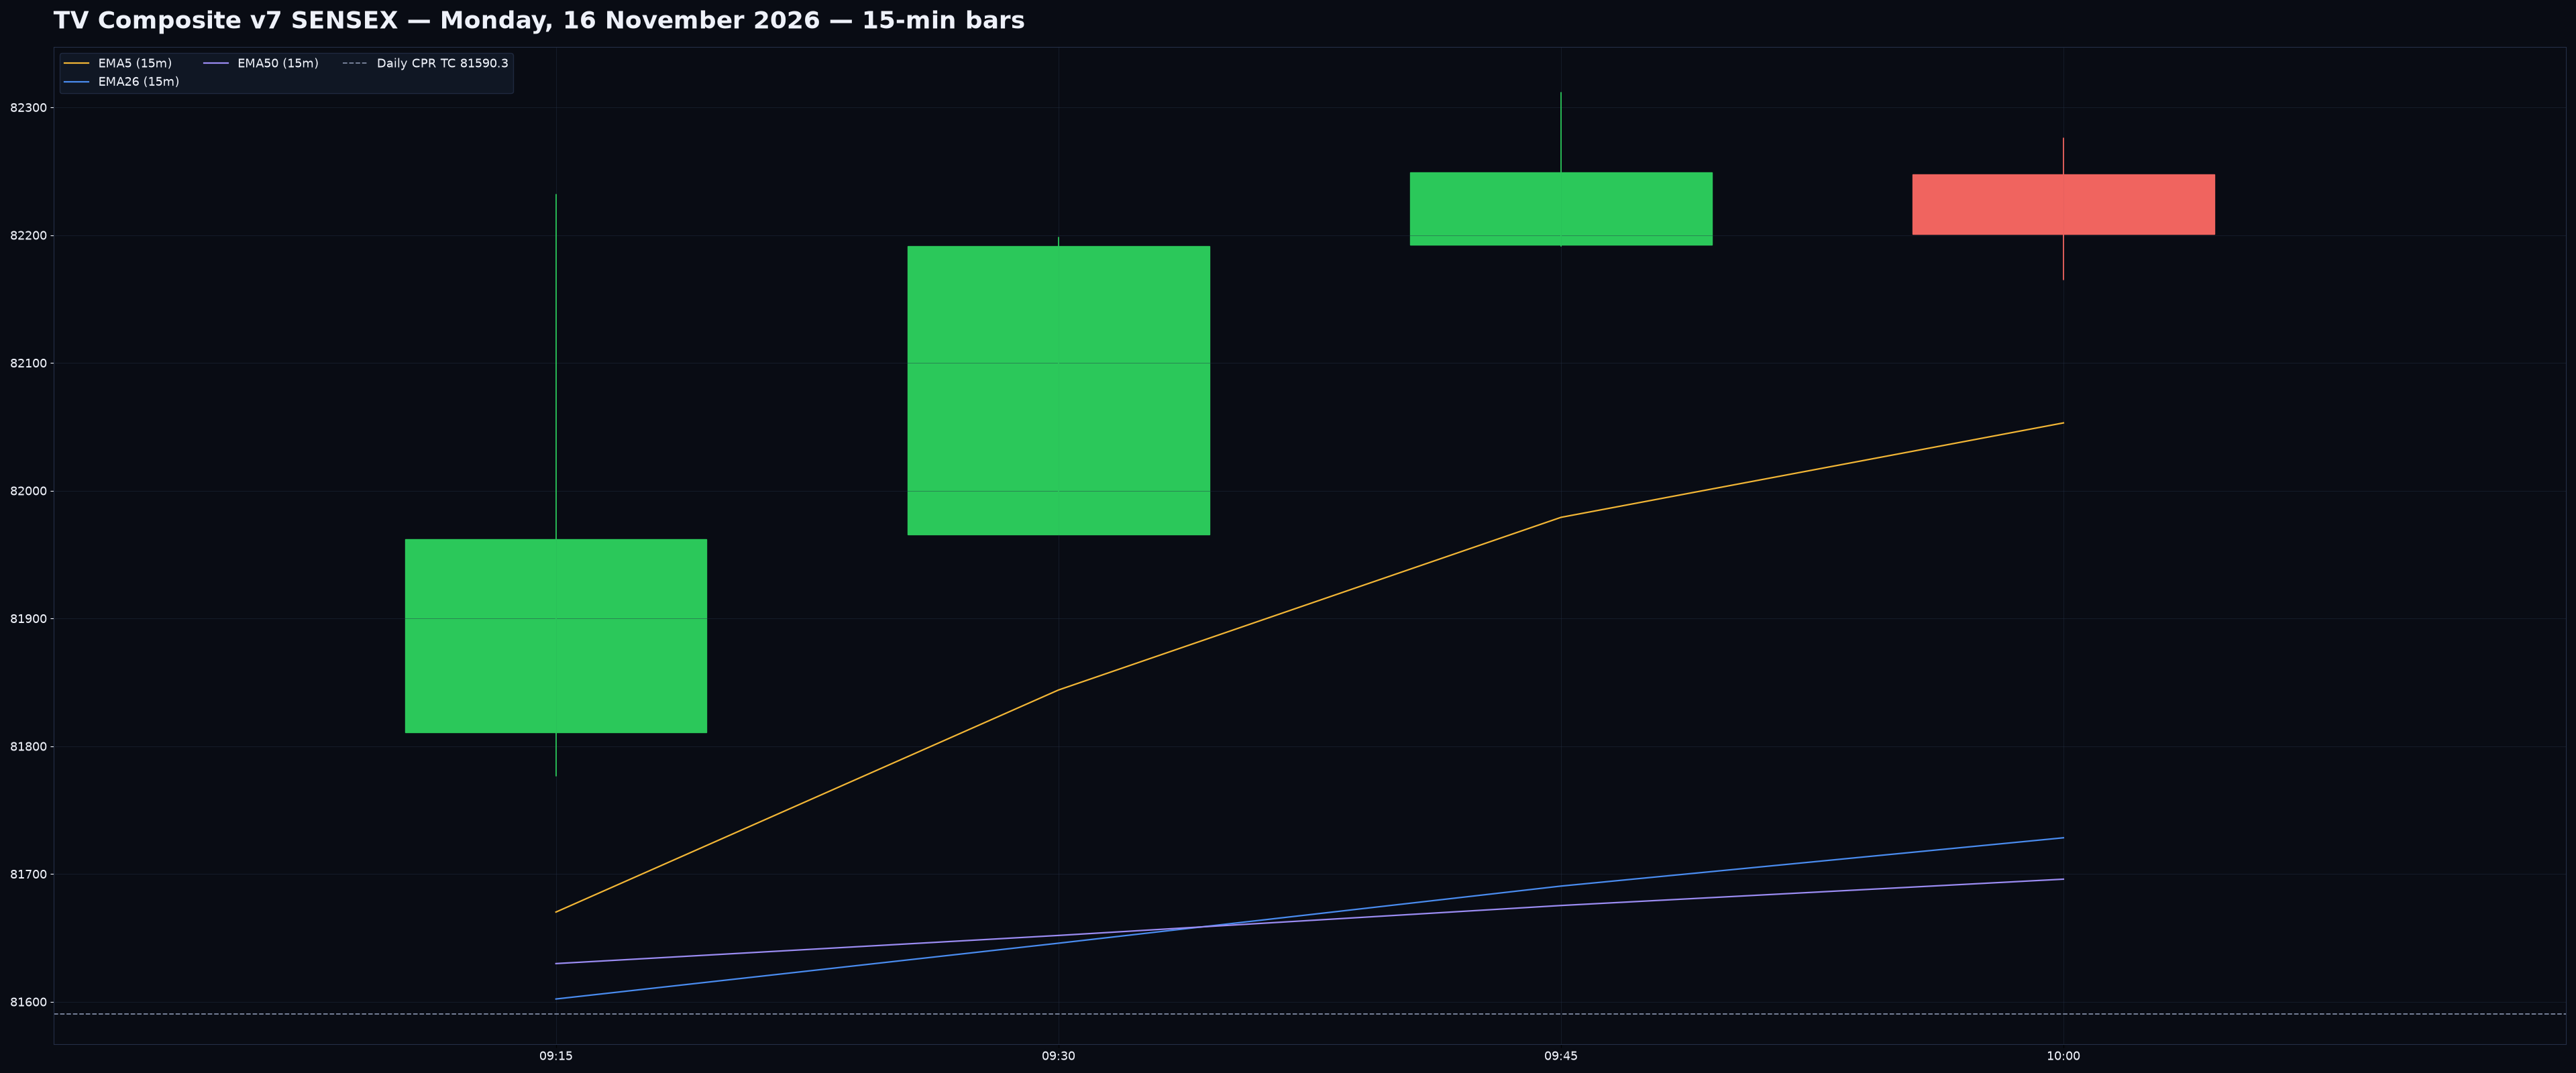 TV Composite v7 SENSEX — Monday, 16 November 2026 — 15-min bars
EMA5 (15m) EMA50 (15m) Daily CPR TC 81590.3
EMA26 (15m)
82300
82200
82100
82000
81900
81800
81700
81600
09:15 09:30 09:45 10:00